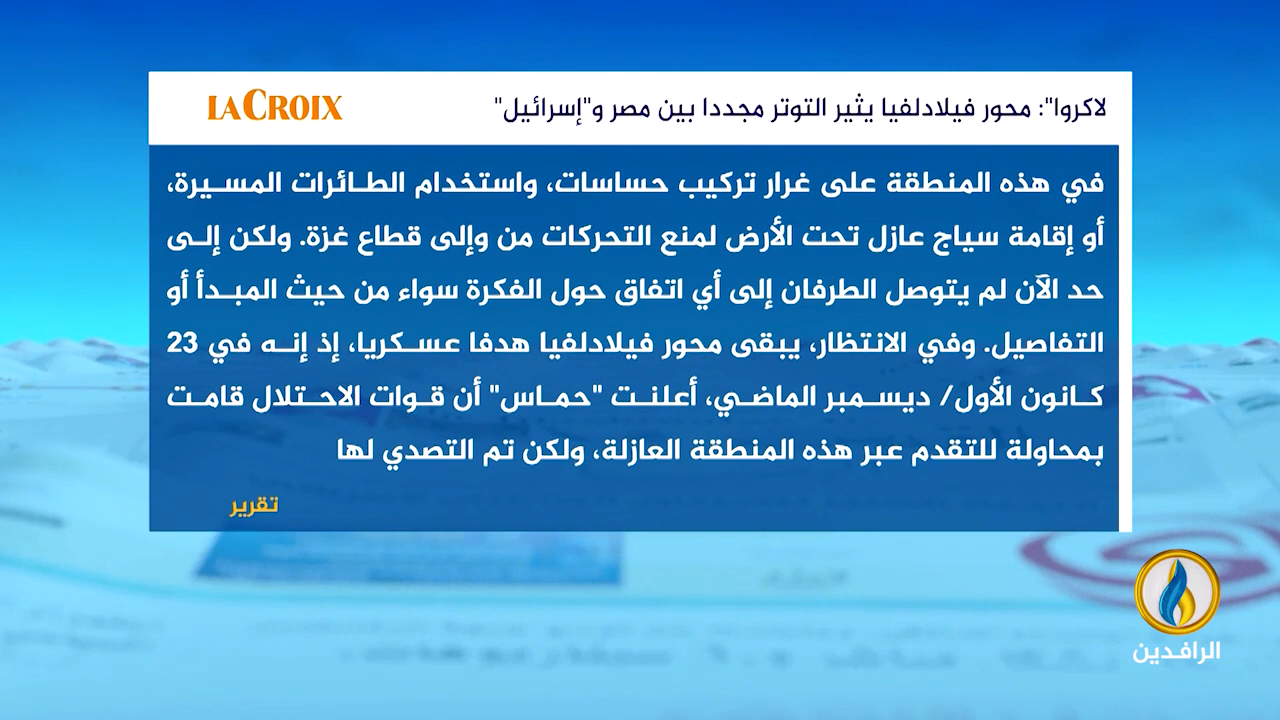 LA CROIX
لاكروا": محور فيلادلفيا يثير التوتر مجددا بين مصر و"إسرائيل"
في هذه المنطقة على غرار تركيب حساسات، واستخدام الطائرات المسيرة،
أو إقامة سياج عازل تحت الأرض لمنع التحركات من وإلى قطاع غزة. ولكن إلى
حد الآن لم يتوصل الطرفان إلى أي اتفاق حول الفكرة سواء من حيث المبدأ أو
التفاصيل. وفي الانتظار، يبقى محور فيلادلفيا هدفا عسكريا، إذ إنه في 23
كانون الأول/ ديسمبر الماضي، أعلنت "حماس" أن قوات الاحتلال قامت
بمحاولة للتقدم عبر هذه المنطقة العازلة، ولكن تم التصدي لها
تقرير
الرافدين